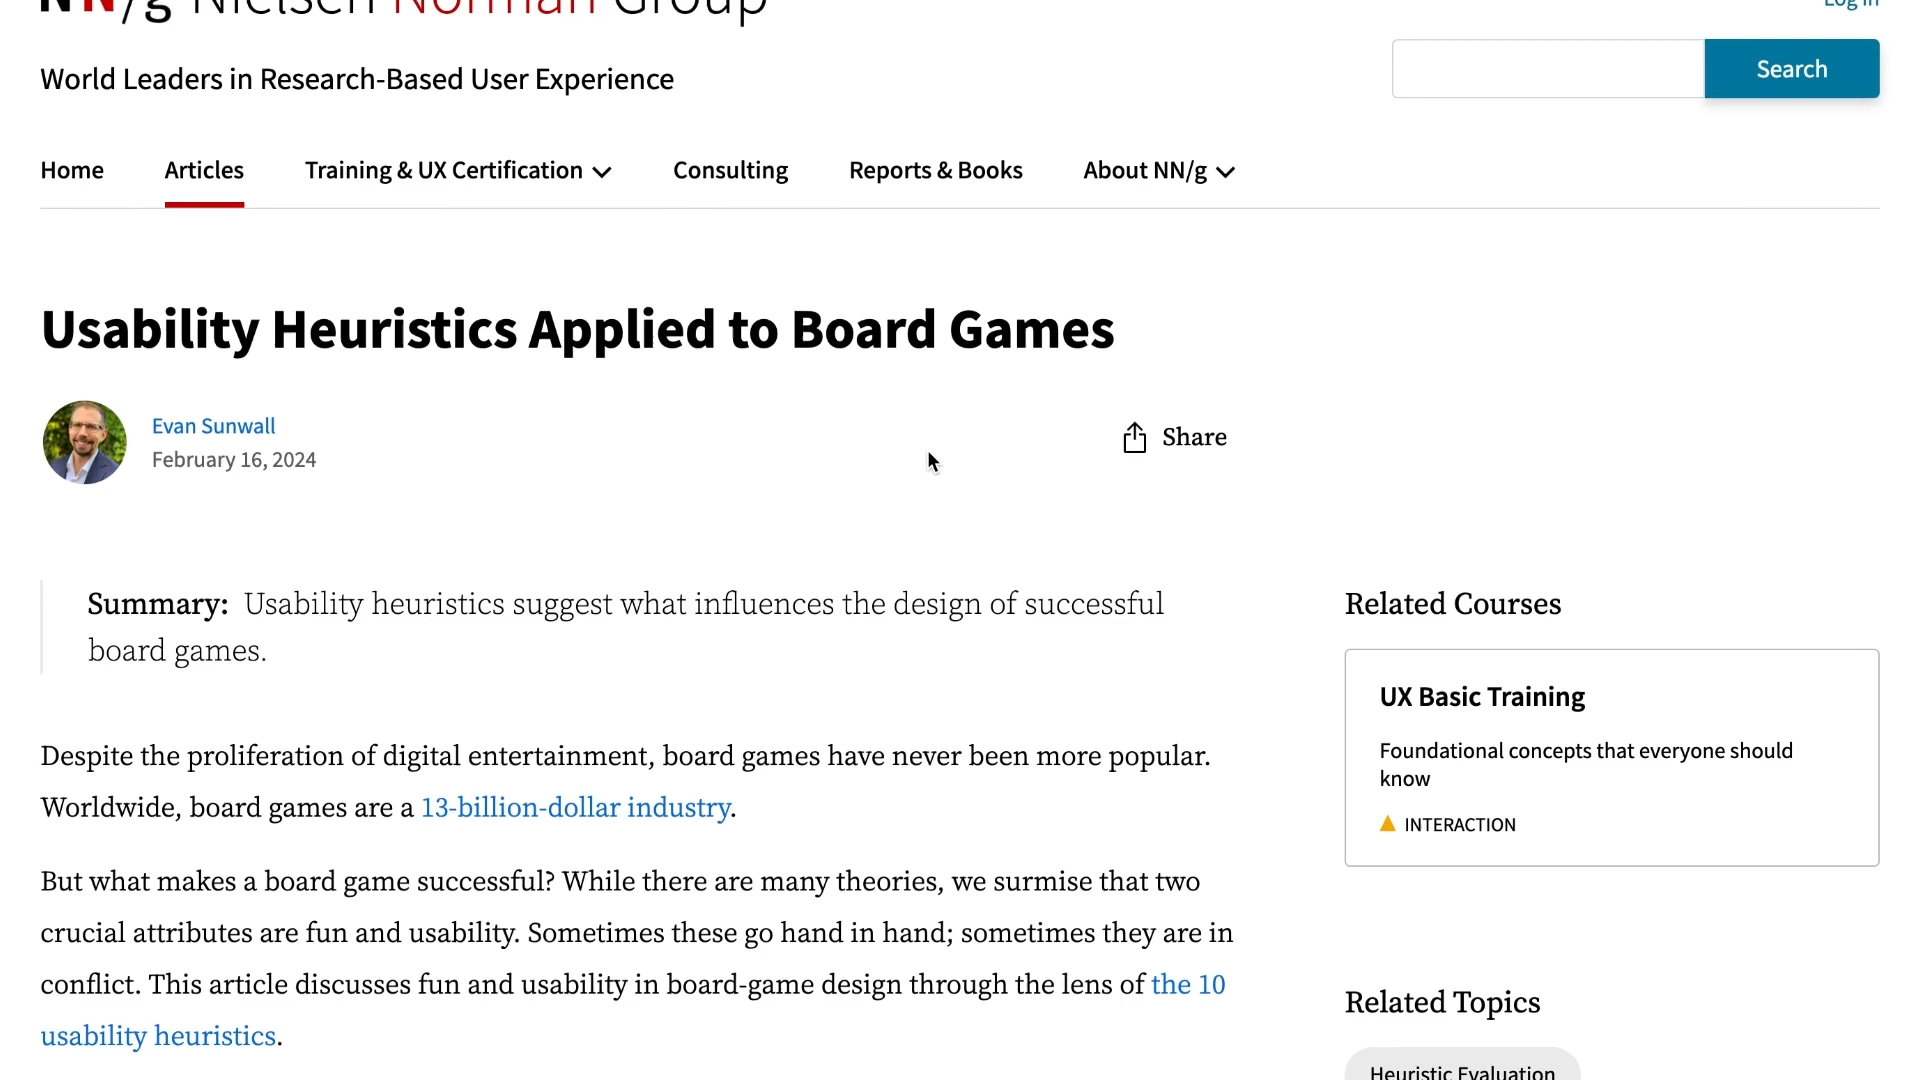 NN/g Nielsen Norman Group
Log in
World Leaders in Research-Based User Experience
Search
Home Articles Training & UX Certification Consulting Reports & Books About NN/g
Usability Heuristics Applied to Board Games
Evan Sunwall
February 16, 2024
Share
Summary: Usability heuristics suggest what influences the design of successful
board games.
Despite the proliferation of digital entertainment, board games have never been more popular.
Worldwide, board games are a 13-billion-dollar industry.
But what makes a board game successful? While there are many theories, we surmise that two
crucial attributes are fun and usability. Sometimes these go hand in hand; sometimes they are in
conflict. This article discusses fun and usability in board-game design through the lens of the 10
usability heuristics.
Related Courses
UX Basic Training
Foundational concepts that everyone should
know
INTERACTION
Related Topics
Heuristic Evaluation